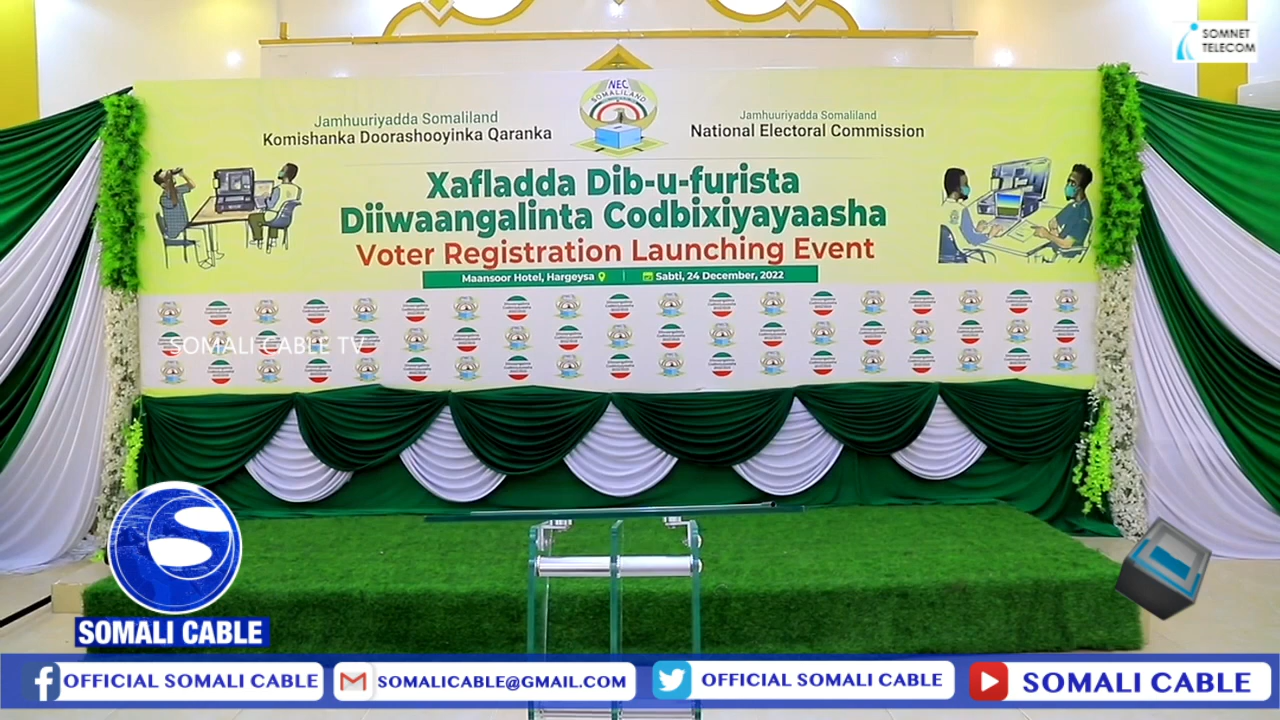 SOMNET
TELECOM
NEC
SOMALILAND
Jamhuuriyadda Somaliland
Komishanka Doorashooyinka Qaranka
Jamhuuriyadda Somaliland
National Electoral Commission
Xafladda Dib-u-furista
Diiwaangalinta Codbixiyayaasha
Voter Registration Launching Event
Maansoor Hotel, Hargeysa
Sabti, 24 December, 2022
SOMALI CABLE TV
SOMALI CABLE
OFFICIAL SOMALI CABLE
SOMALICABLE@GMAIL.COM
OFFICIAL SOMALI CABLE
SOMALI CABLE